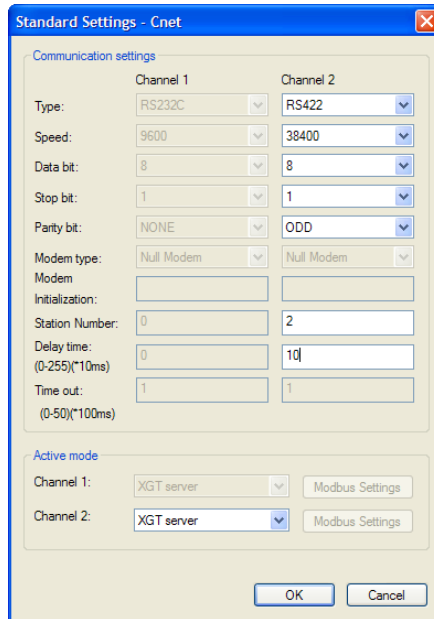 Standard Settings - Cnet
Communication settings
Channel 1 Channel 2
Type: RS232C RS422
Speed: 9600 38400
Data bit: 8 8
Stop bit: 1 1
Parity bit: NONE ODD
Modem type: Null Modem Null Modem
Modem
Initialization:
Station Number: 0 2
Delay time:
(0-255)(*10ms) 0 10
Time out: 1 1
(0-50)(*100ms)
Active mode
Channel 1: XGT server Modbus Settings
Channel 2: XGT server Modbus Settings
OK Cancel